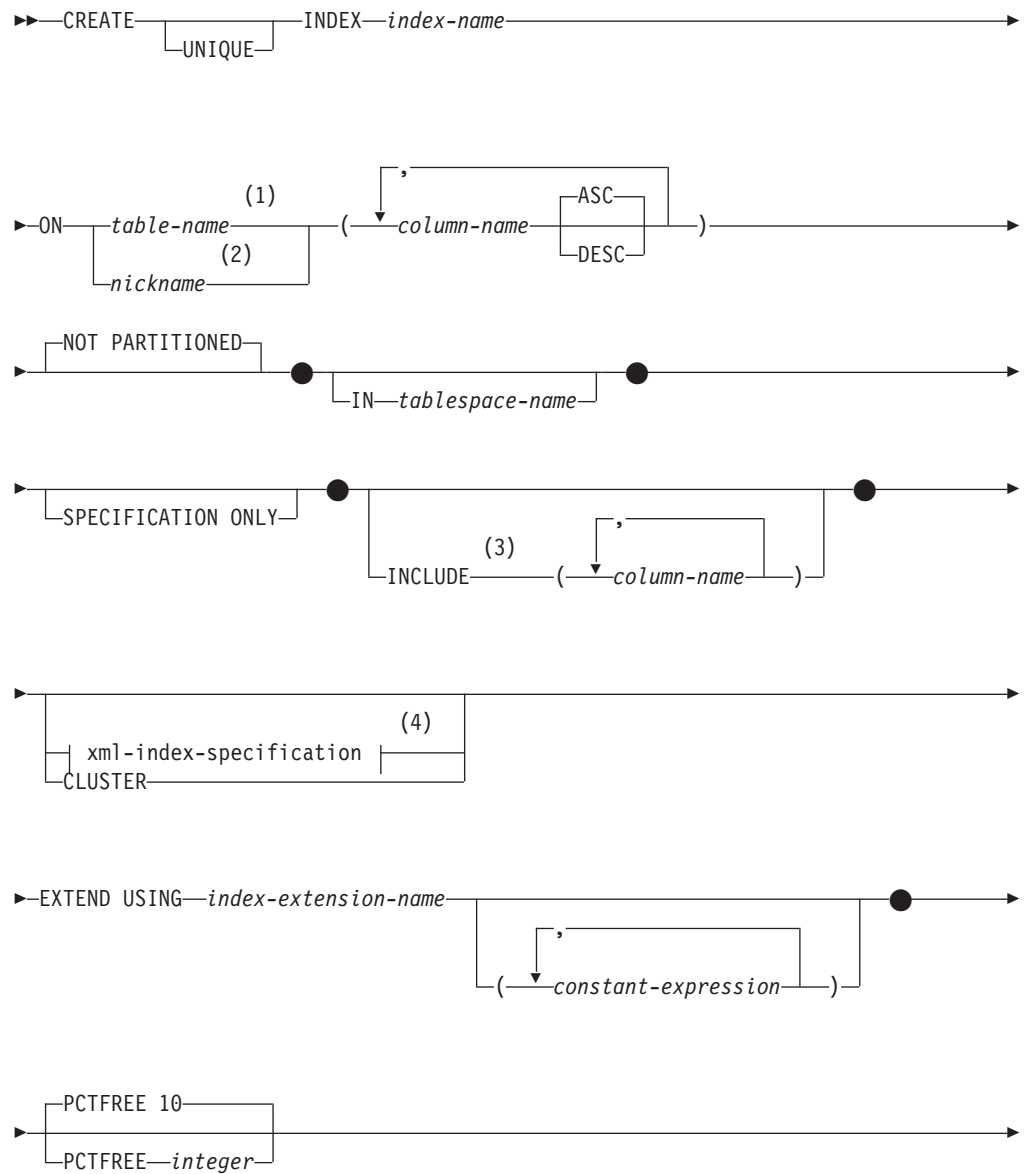 CREATE INDEX index-name
UNIQUE
,
(1) ASC
ON table-name ( column-name )
(2) DESC
nickname
NOT PARTITIONED
IN tablespace-name
SPECIFICATION ONLY
,
(3)
INCLUDE ( column-name )
(4)
xml-index-specification
CLUSTER
EXTEND USING index-extension-name
,
( constant-expression )
PCTFREE 10
PCTFREE integer